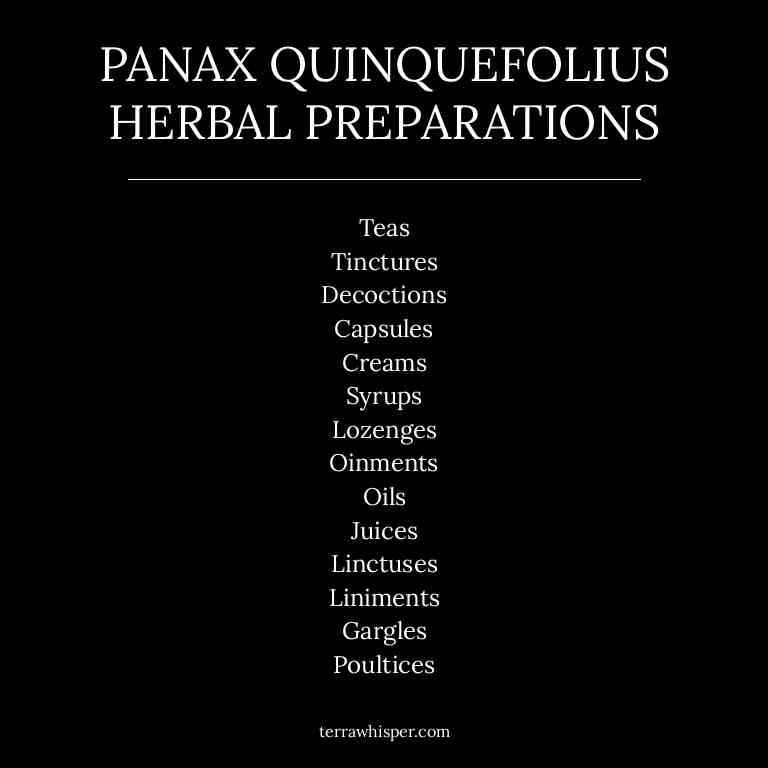 PANAX QUINQUEFOLIUS
HERBAL PREPARATIONS
Teas
Tinctures
Decoctions
Capsules
Creams
Syrups
Lozenges
Oinments
Oils
Juices
Linctuses
Liniments
Gargles
Poultices
terrawhisper.com